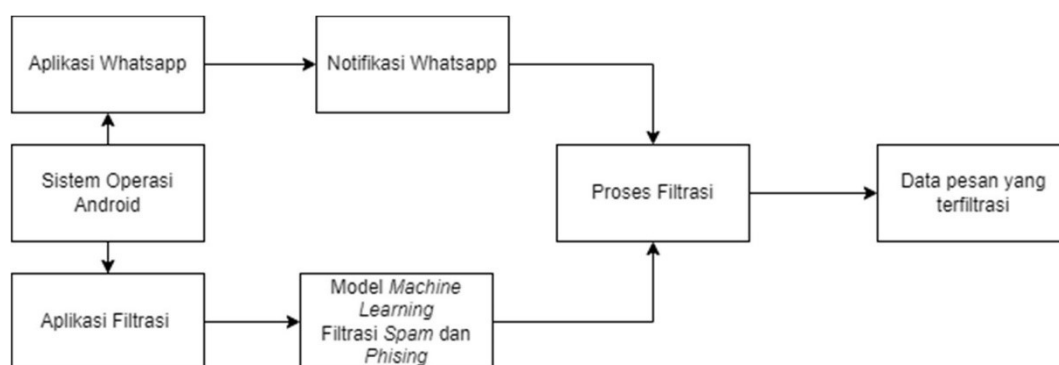 Aplikasi Whatsapp
Notifikasi Whatsapp
Sistem Operasi
Android
Proses Filtrasi
Data pesan yang
terfiltrasi
Aplikasi Filtrasi
Model Machine
Learning
Filtrasi Spam dan
Phising